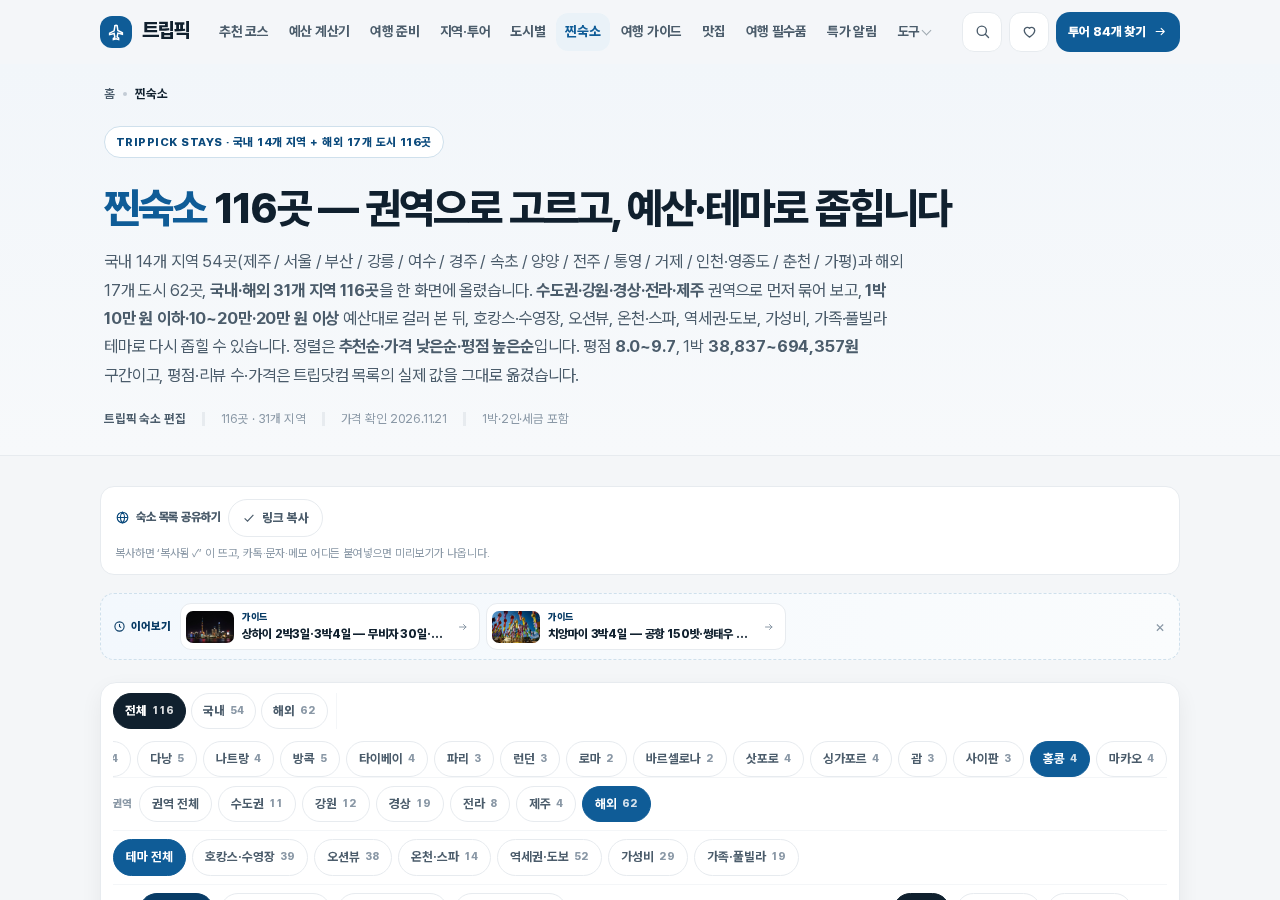 트립픽 추천 코스 예산 계산기 여행 준비 지역·투어 도시별 찐숙소 여행 가이드 맛집 여행 필수품 특가 알림 도구 투어 84개 찾기 →
홈 • 찐숙소
TRIPPICK STAYS · 국내 14개 지역 + 해외 17개 도시 116곳
찐숙소 116곳 — 권역으로 고르고, 예산·테마로 좁힙니다
국내 14개 지역 54곳(제주 / 서울 / 부산 / 강릉 / 여수 / 경주 / 속초 / 양양 / 전주 / 통영 / 거제 / 인천·영종도 / 춘천 / 가평)과 해외
17개 도시 62곳, 국내·해외 31개 지역 116곳을 한 화면에 올렸습니다. 수도권·강원·경상·전라·제주 권역으로 먼저 묶어 보고, 1박
10만 원 이하·10~20만·20만 원 이상 예산대로 걸러 본 뒤, 호캉스·수영장, 오션뷰, 온천·스파, 역세권·도보, 가성비, 가족·풀빌라
테마로 다시 좁힐 수 있습니다. 정렬은 추천순·가격 낮은순·평점 높은순입니다. 평점 8.0~9.7, 1박 38,837~694,357원
구간이고, 평점·리뷰 수·가격은 트립닷컴 목록의 실제 값을 그대로 옮겼습니다.
트립픽 숙소 편집 116곳 · 31개 지역 가격 확인 2026.11.21 1박·2인·세금 포함
숙소 목록 공유하기 ✓ 링크 복사
복사하면 '복사됨 ✓' 이 뜨고, 카톡·문자·메모 어디든 붙여넣으면 미리보기가 나옵니다.
이어보기
가이드
상하이 2박3일·3박4일 — 무비자 30일·… →
가이드
치앙마이 3박4일 — 공항 150밧·썽태우 … →
×
전체 116 국내 54 해외 62
4 다낭 5 나트랑 4 방콕 5 타이베이 4 파리 3 런던 3 로마 2 바르셀로나 2 삿포로 4 싱가포르 4 괌 3 사이판 3 홍콩 4 마카오 4
권역 권역 전체 수도권 11 강원 12 경상 19 전라 8 제주 4 해외 62
테마 전체 호캉스·수영장 39 오션뷰 38 온천·스파 14 역세권·도보 52 가성비 29 가족·풀빌라 19